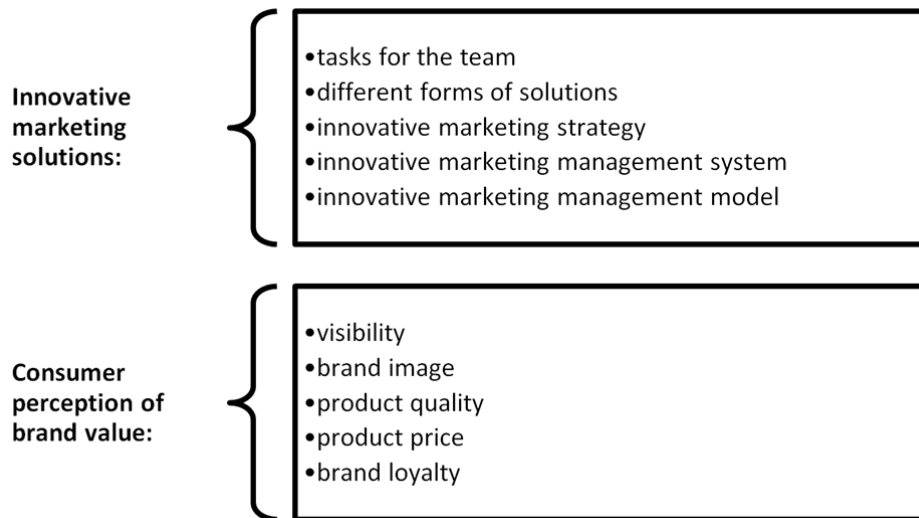 Innovative
marketing
solutions:
•tasks for the team
•different forms of solutions
•innovative marketing strategy
•innovative marketing management system
•innovative marketing management model
Consumer
perception of
brand value:
•visibility
•brand image
•product quality
•product price
•brand loyalty